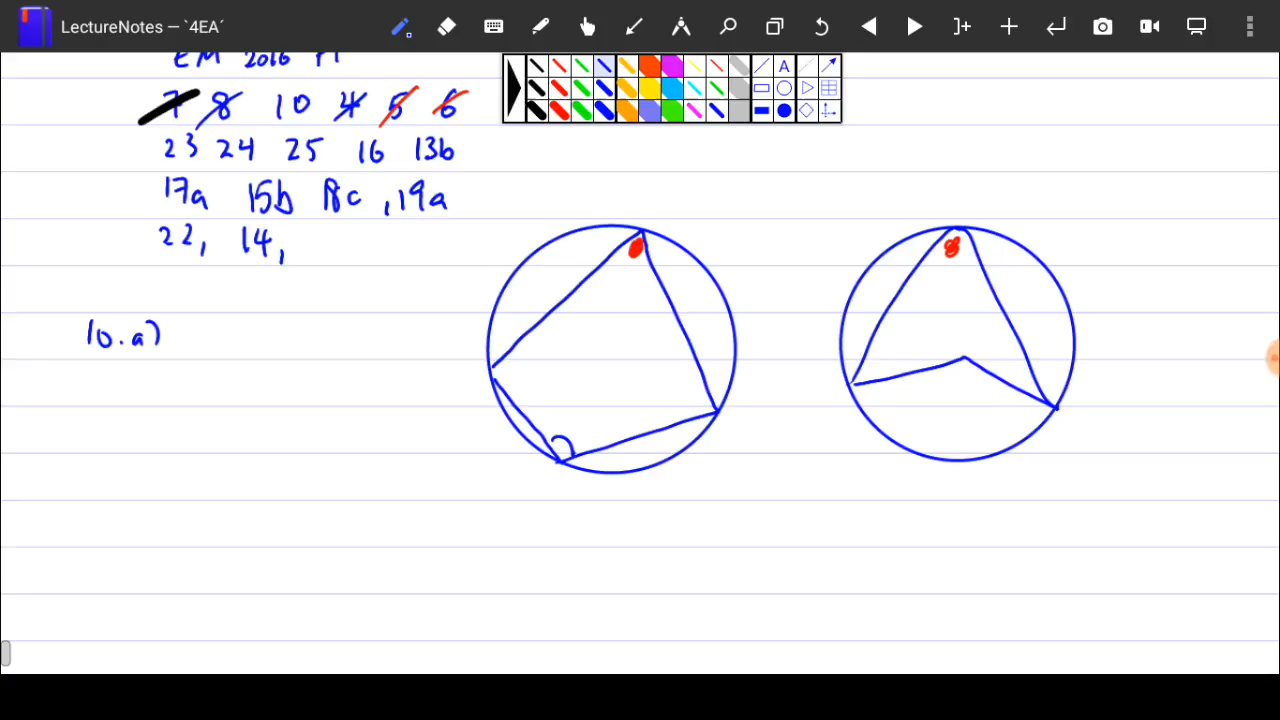 LectureNotes — `4EA´
A
EM 2016 P1
7 8 10 4 5 6
23 24 25 16 13b
17a 15b 18c , 19a
22, 14,
10. a)